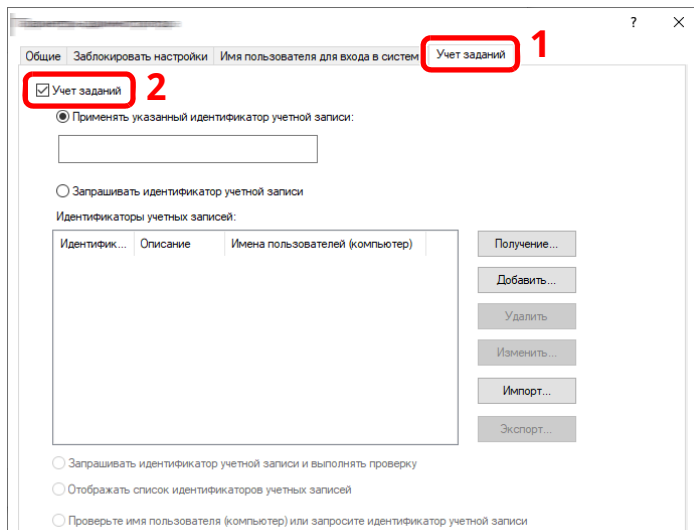 ?
Общие Заблокировать настройки Имя пользователя для входа в систем Учет заданий 1
Учет заданий 2
Применять указанный идентификатор учетной записи:
Запрашивать идентификатор учетной записи
Идентификаторы учетных записей:
Идентифик... Описание Имена пользователей (компьютер) Получение...
Добавить...
Удалить
Изменить...
Импорт...
Экспорт...
Запрашивать идентификатор учетной записи и выполнять проверку
Отображать список идентификаторов учетных записей
Проверьте имя пользователя (компьютер) или запросите идентификатор учетной записи